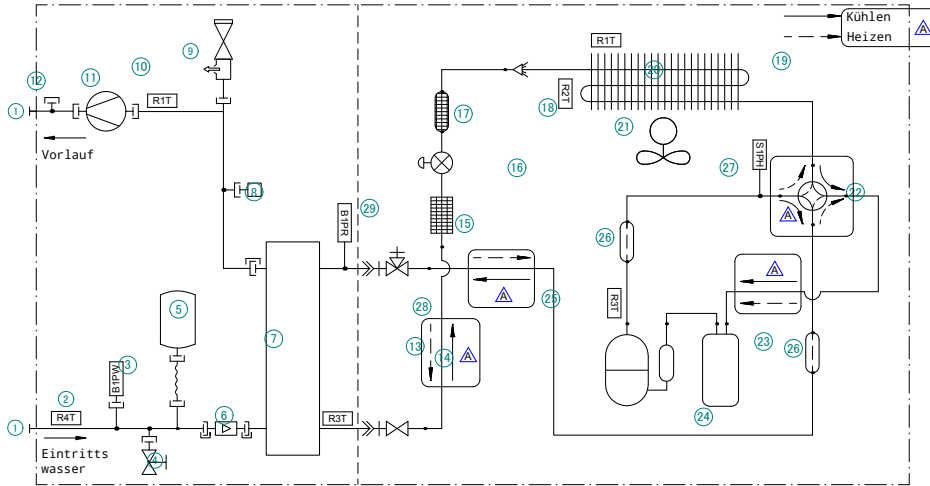 Kühlen
A
Heizen
9
R1T
19
12
11
10
20
1
R1T
R2T
18
17
Vorlauf
21
16
27
S1PH
8
29
B1PR
15
22
A
26
R3T
A
A
25
5
28
7
13
14
A
23
26
3
B1PW
2
R4T
6
R3T
24
1
Eintritts
wasser
4